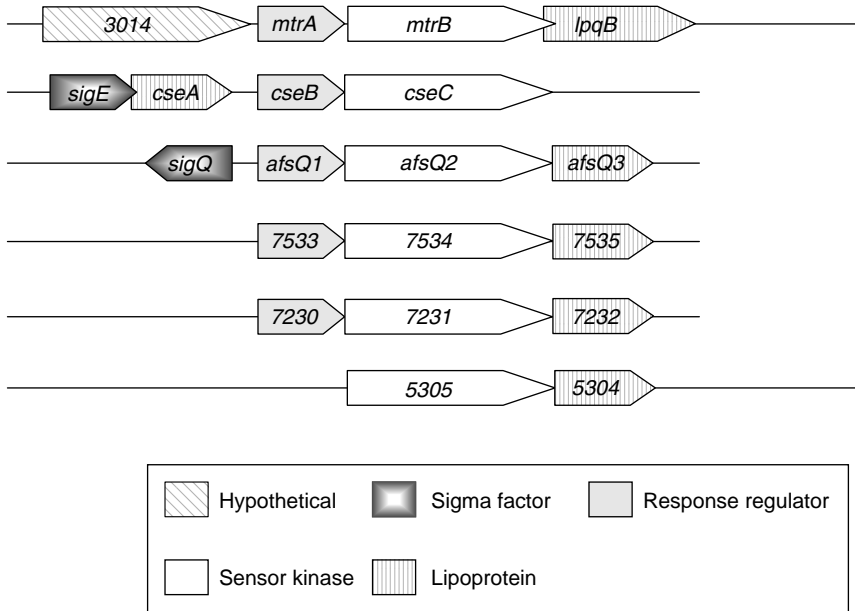 3014 mtrA mtrB lpqB
sigE cseA cseB cseC
sigQ afsQ1 afsQ2 afsQ3
7533 7534 7535
7230 7231 7232
5305 5304
Hypothetical Sigma factor Response regulator
Sensor kinase Lipoprotein